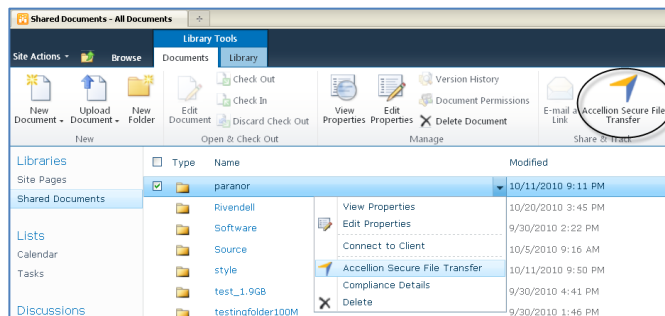 Shared Documents - All Documents
Library Tools
Site Actions
Browse
Documents
Library
New Document
Upload Document
New Folder
Edit Document
Check Out
Check In
Discard Check Out
View Properties
Edit Properties
Version History
Document Permissions
Delete Document
E-mail a Link
Accellion Secure File Transfer
New
Open & Check Out
Manage
Share & Track
Libraries
Site Pages
Shared Documents
Lists
Calendar
Tasks
Discussions
Type Name Modified
paranor 10/11/2010 9:11 PM
Rivendell 10/20/2010 3:45 PM
Software 9/30/2010 2:22 PM
Source 10/5/2010 9:16 AM
style 10/11/2010 9:50 PM
test_1.9GB 9/30/2010 4:41 PM
testingfolder100M 9/30/2010 1:46 PM
View Properties
Edit Properties
Connect to Client
Accellion Secure File Transfer
Compliance Details
Delete